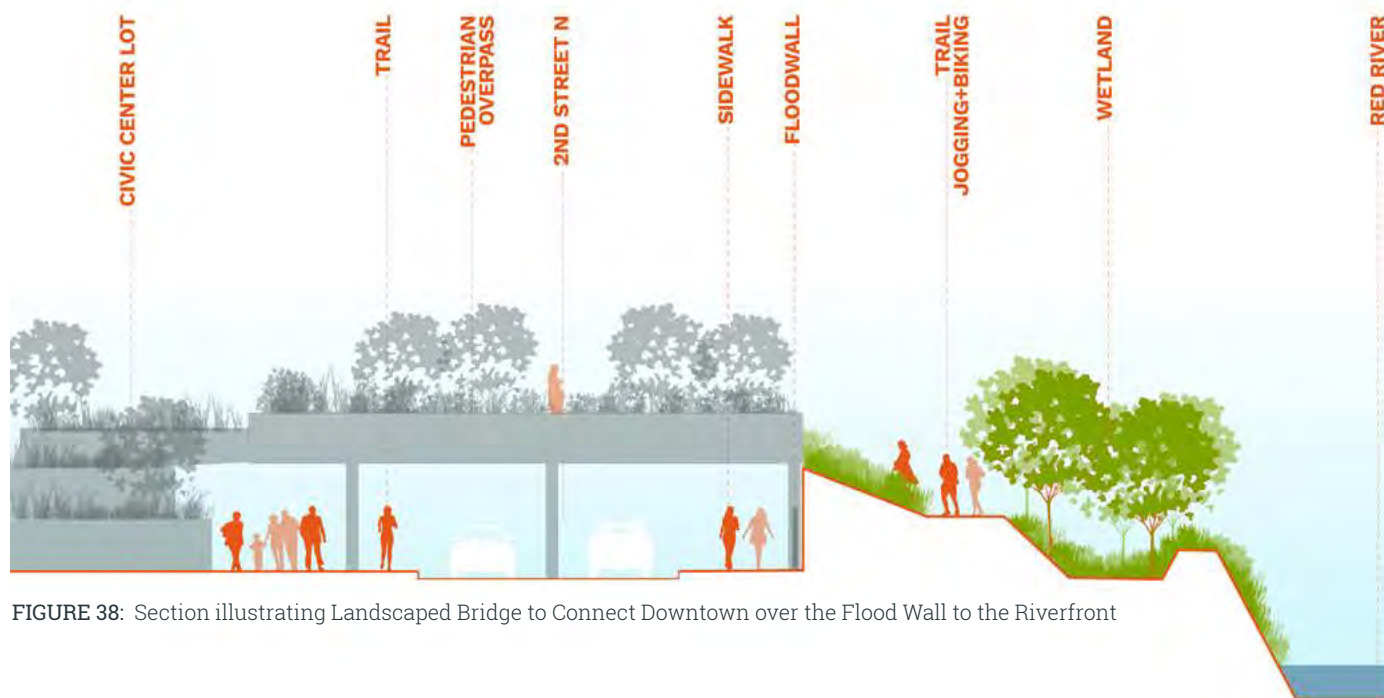 CIVIC CENTER LOT
TRAIL
PEDESTRIAN
OVERPASS
2ND STREET N
SIDEWALK
FLOODWALL
TRAIL
JOGGING+BIKING
WETLAND
RED RIVER
FIGURE 38: Section illustrating Landscaped Bridge to Connect Downtown over the Flood Wall to the Riverfront